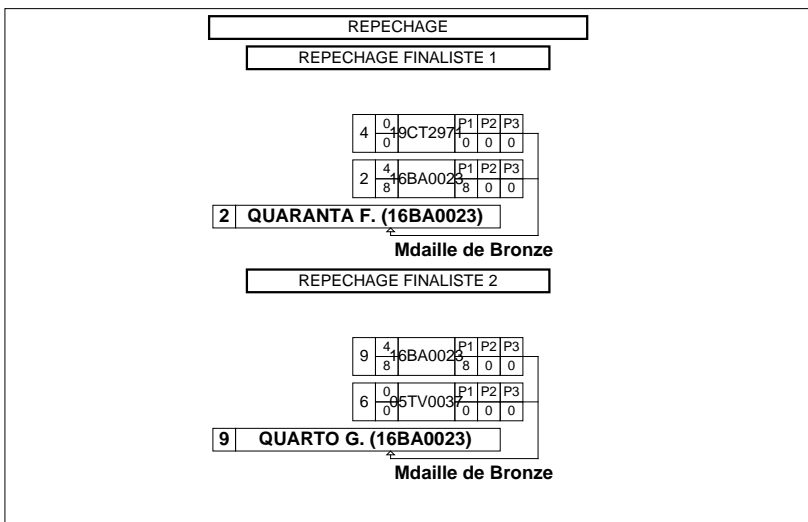 REPECHAGE
REPECHAGE FINALISTE 1
4 0 0 19CT2971 P1 P2 P3 0 0 0
2 4 8 16BA0023 P1 P2 P3 8 0 0
2 QUARANTA F. (16BA0023)
Mdaille de Bronze
REPECHAGE FINALISTE 2
9 4 8 16BA0023 P1 P2 P3 8 0 0
6 0 0 05TV0037 P1 P2 P3 0 0 0
9 QUARTO G. (16BA0023)
Mdaille de Bronze